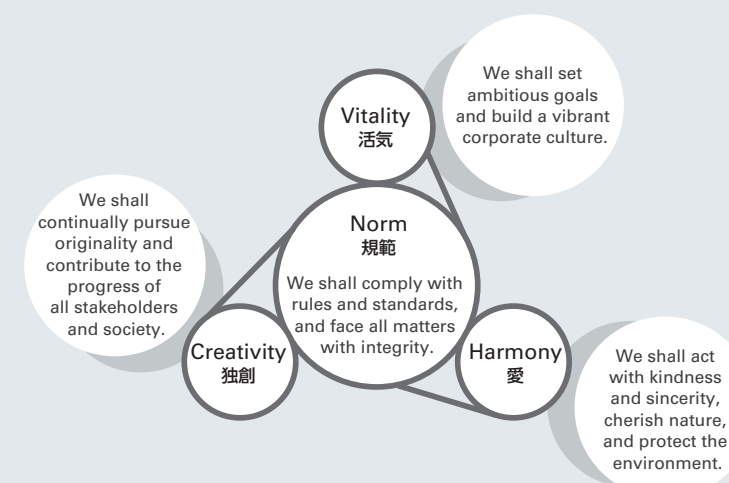 We shall set
ambitious goals
and build a vibrant
corporate culture.
Vitality
活気
We shall
continually pursue
originality and
contribute to the
progress of
all stakeholders
and society.
Norm
規範
We shall comply with
rules and standards,
and face all matters
with integrity.
Creativity
独創
Harmony
愛
We shall act
with kindness
and sincerity,
cherish nature,
and protect the
environment.